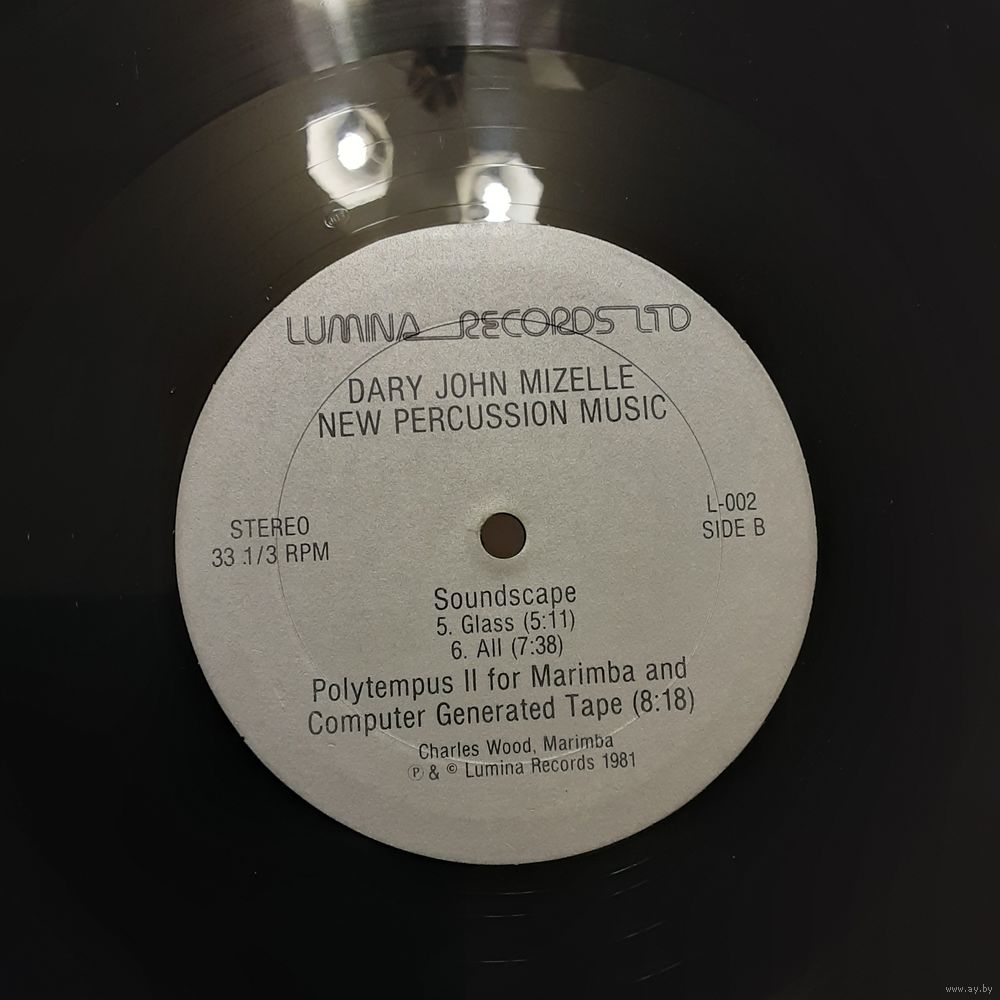 LUMINA RECORDS LTD
DARY JOHN MIZELLE
NEW PERCUSSION MUSIC
STEREO
33 1/3 RPM
L-002
SIDE B
Soundscape
5. Glass (5:11)
6. All (7:38)
Polytempus II for Marimba and
Computer Generated Tape (8:18)
Charles Wood, Marimba
℗ & © Lumina Records 1981
www.ay.by